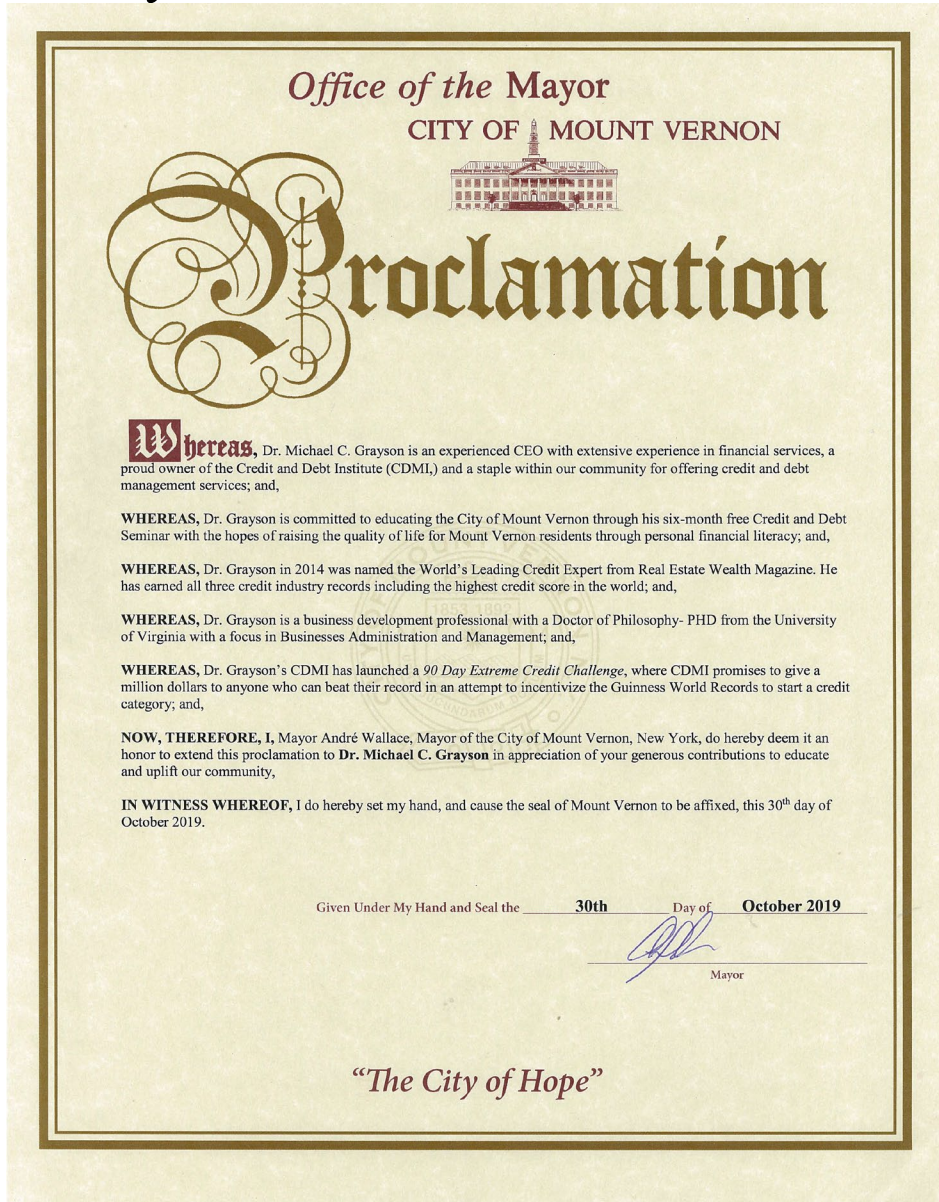 Office of the Mayor
CITY OF MOUNT VERNON
Proclamation
Whereas, Dr. Michael C. Grayson is an experienced CEO with extensive experience in financial services, a
proud owner of the Credit and Debt Institute (CDMI,) and a staple within our community for offering credit and debt
management services; and,
WHEREAS, Dr. Grayson is committed to educating the City of Mount Vernon through his six-month free Credit and Debt
Seminar with the hopes of raising the quality of life for Mount Vernon residents through personal financial literacy; and,
WHEREAS, Dr. Grayson in 2014 was named the World's Leading Credit Expert from Real Estate Wealth Magazine. He
has earned all three credit industry records including the highest credit score in the world; and,
WHEREAS, Dr. Grayson is a business development professional with a Doctor of Philosophy- PHD from the University
of Virginia with a focus in Businesses Administration and Management; and,
WHEREAS, Dr. Grayson's CDMI has launched a 90 Day Extreme Credit Challenge, where CDMI promises to give a
million dollars to anyone who can beat their record in an attempt to incentivize the Guinness World Records to start a credit
category; and,
NOW, THEREFORE, I, Mayor André Wallace, Mayor of the City of Mount Vernon, New York, do hereby deem it an
honor to extend this proclamation to Dr. Michael C. Grayson in appreciation of your generous contributions to educate
and uplift our community,
IN WITNESS WHEREOF, I do hereby set my hand, and cause the seal of Mount Vernon to be affixed, this 30th day of
October 2019.
Given Under My Hand and Seal the 30th Day of October 2019
Mayor
"The City of Hope"